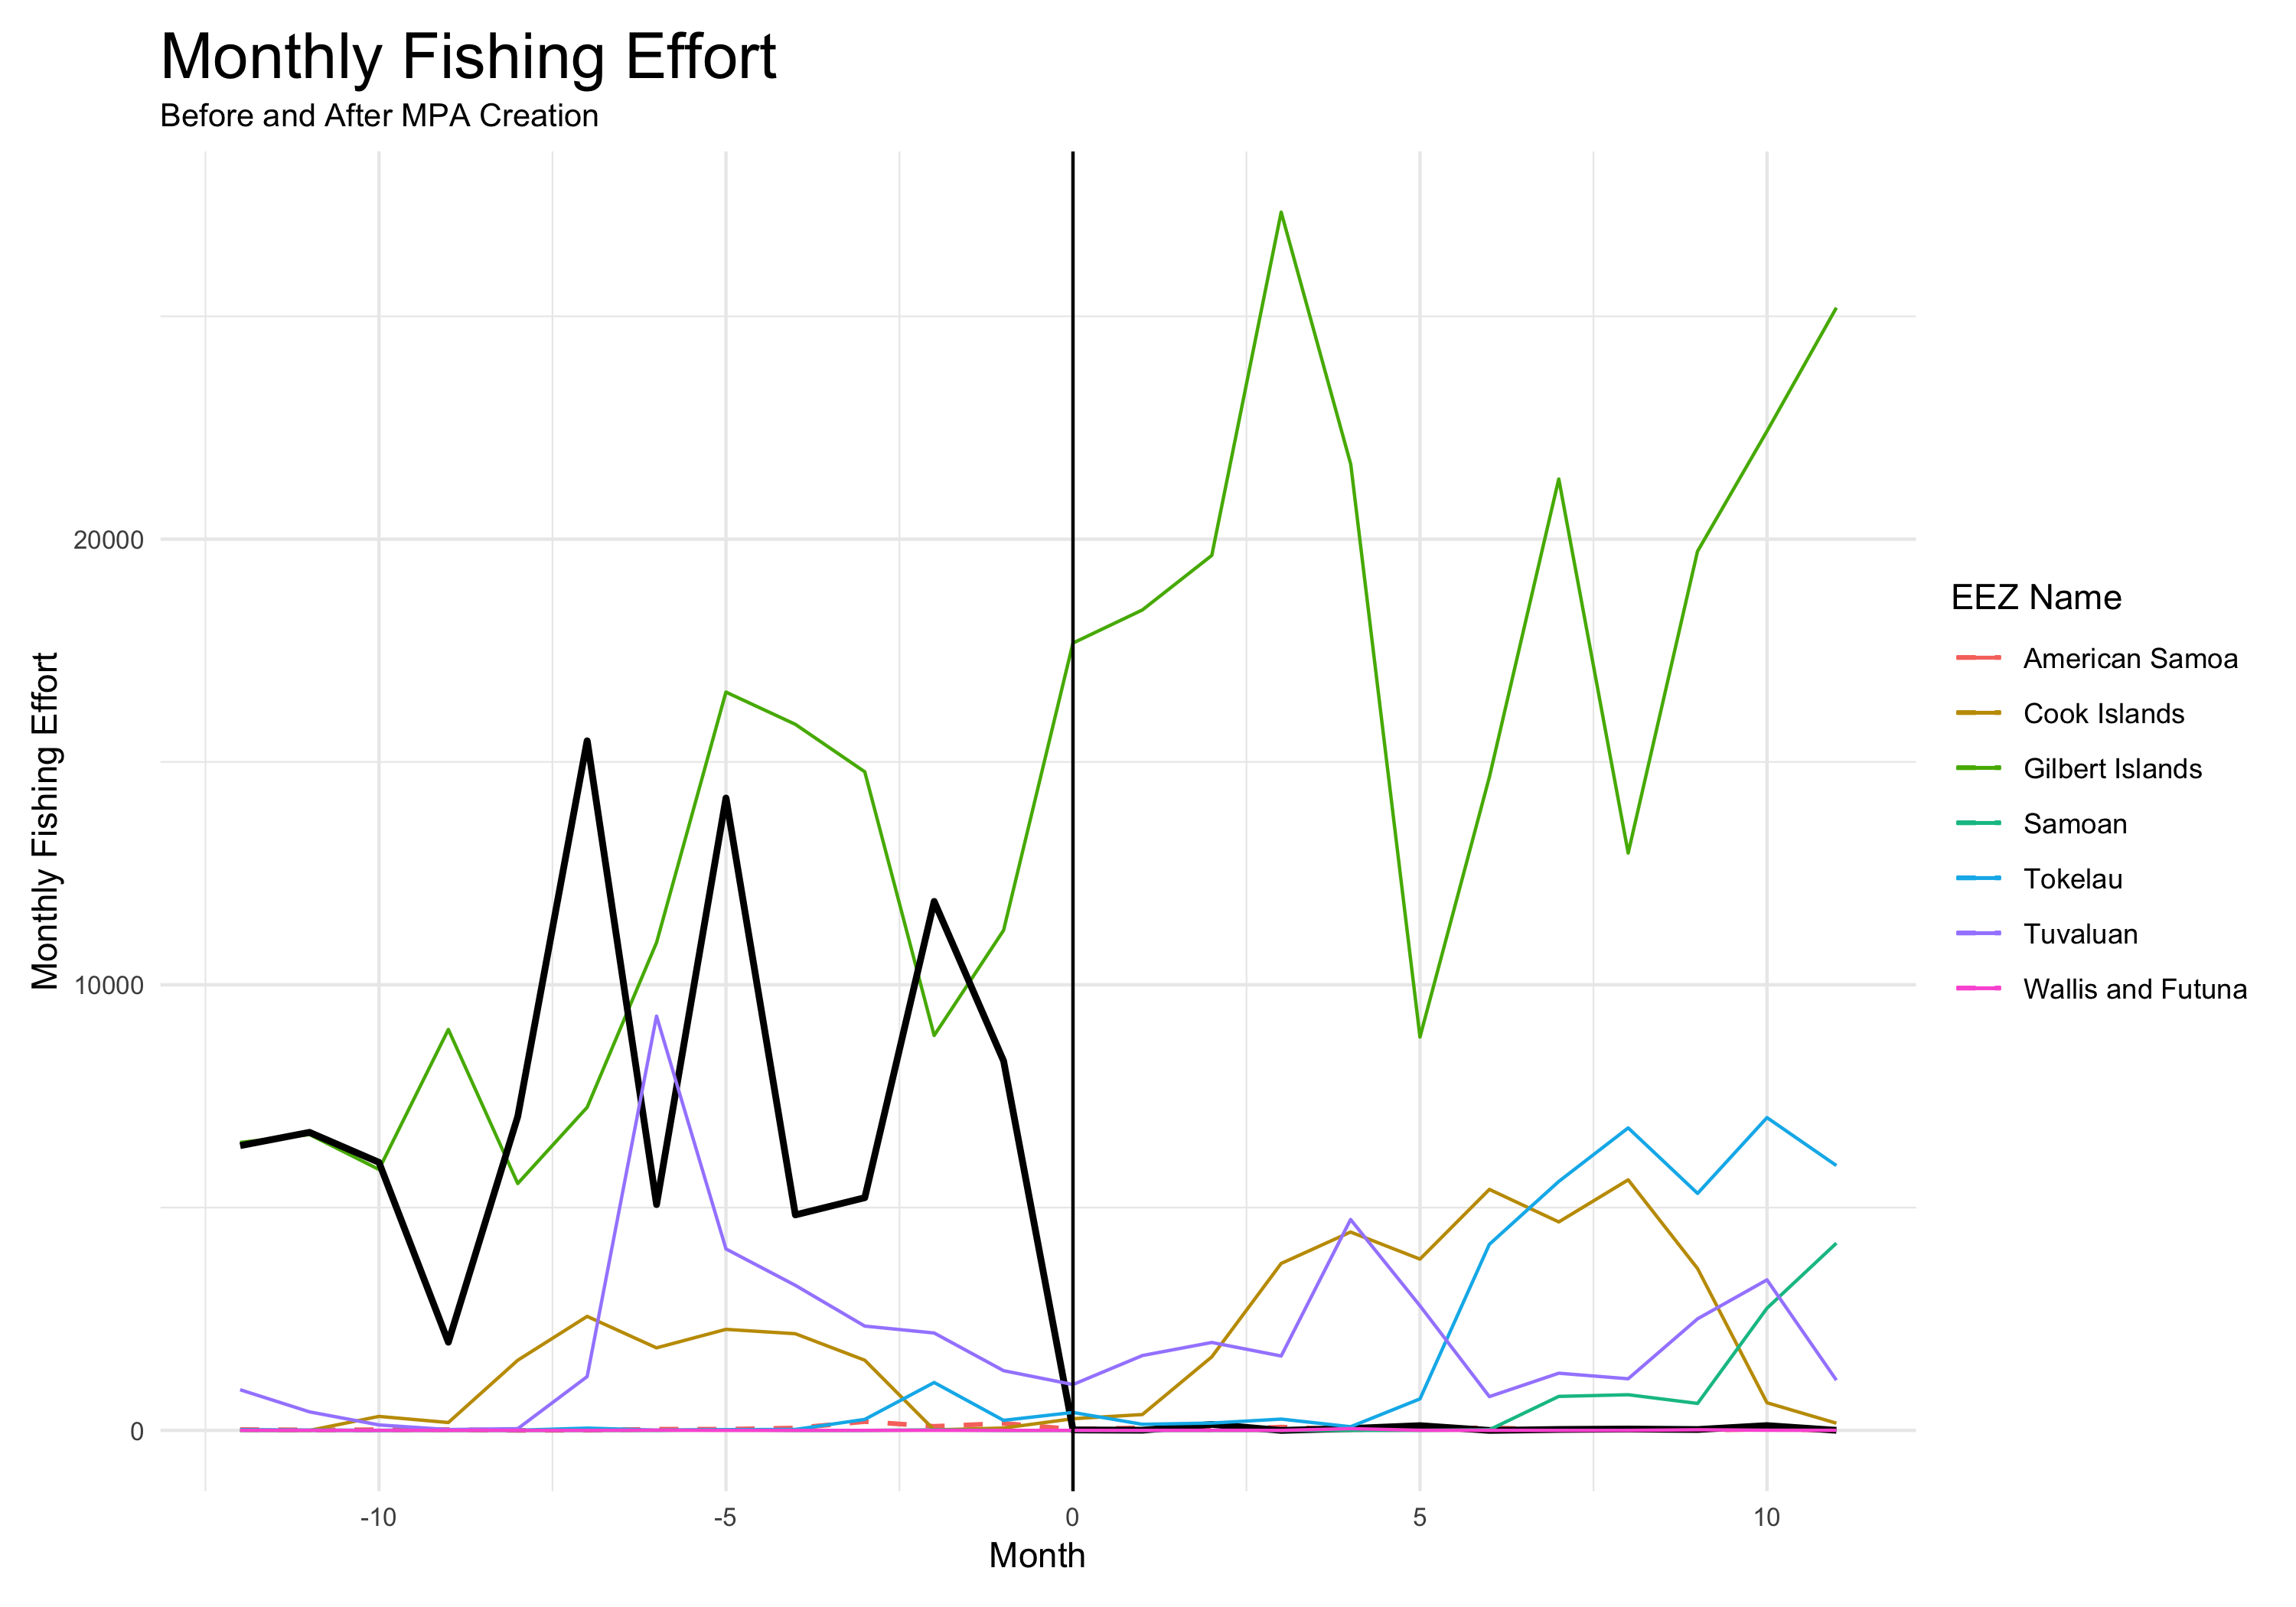 Monthly Fishing Effort
Before and After MPA Creation
Monthly Fishing Effort
20000
10000
0
-10
-5
0
5
10
Month
EEZ Name
American Samoa
Cook Islands
Gilbert Islands
Samoan
Tokelau
Tuvaluan
Wallis and Futuna